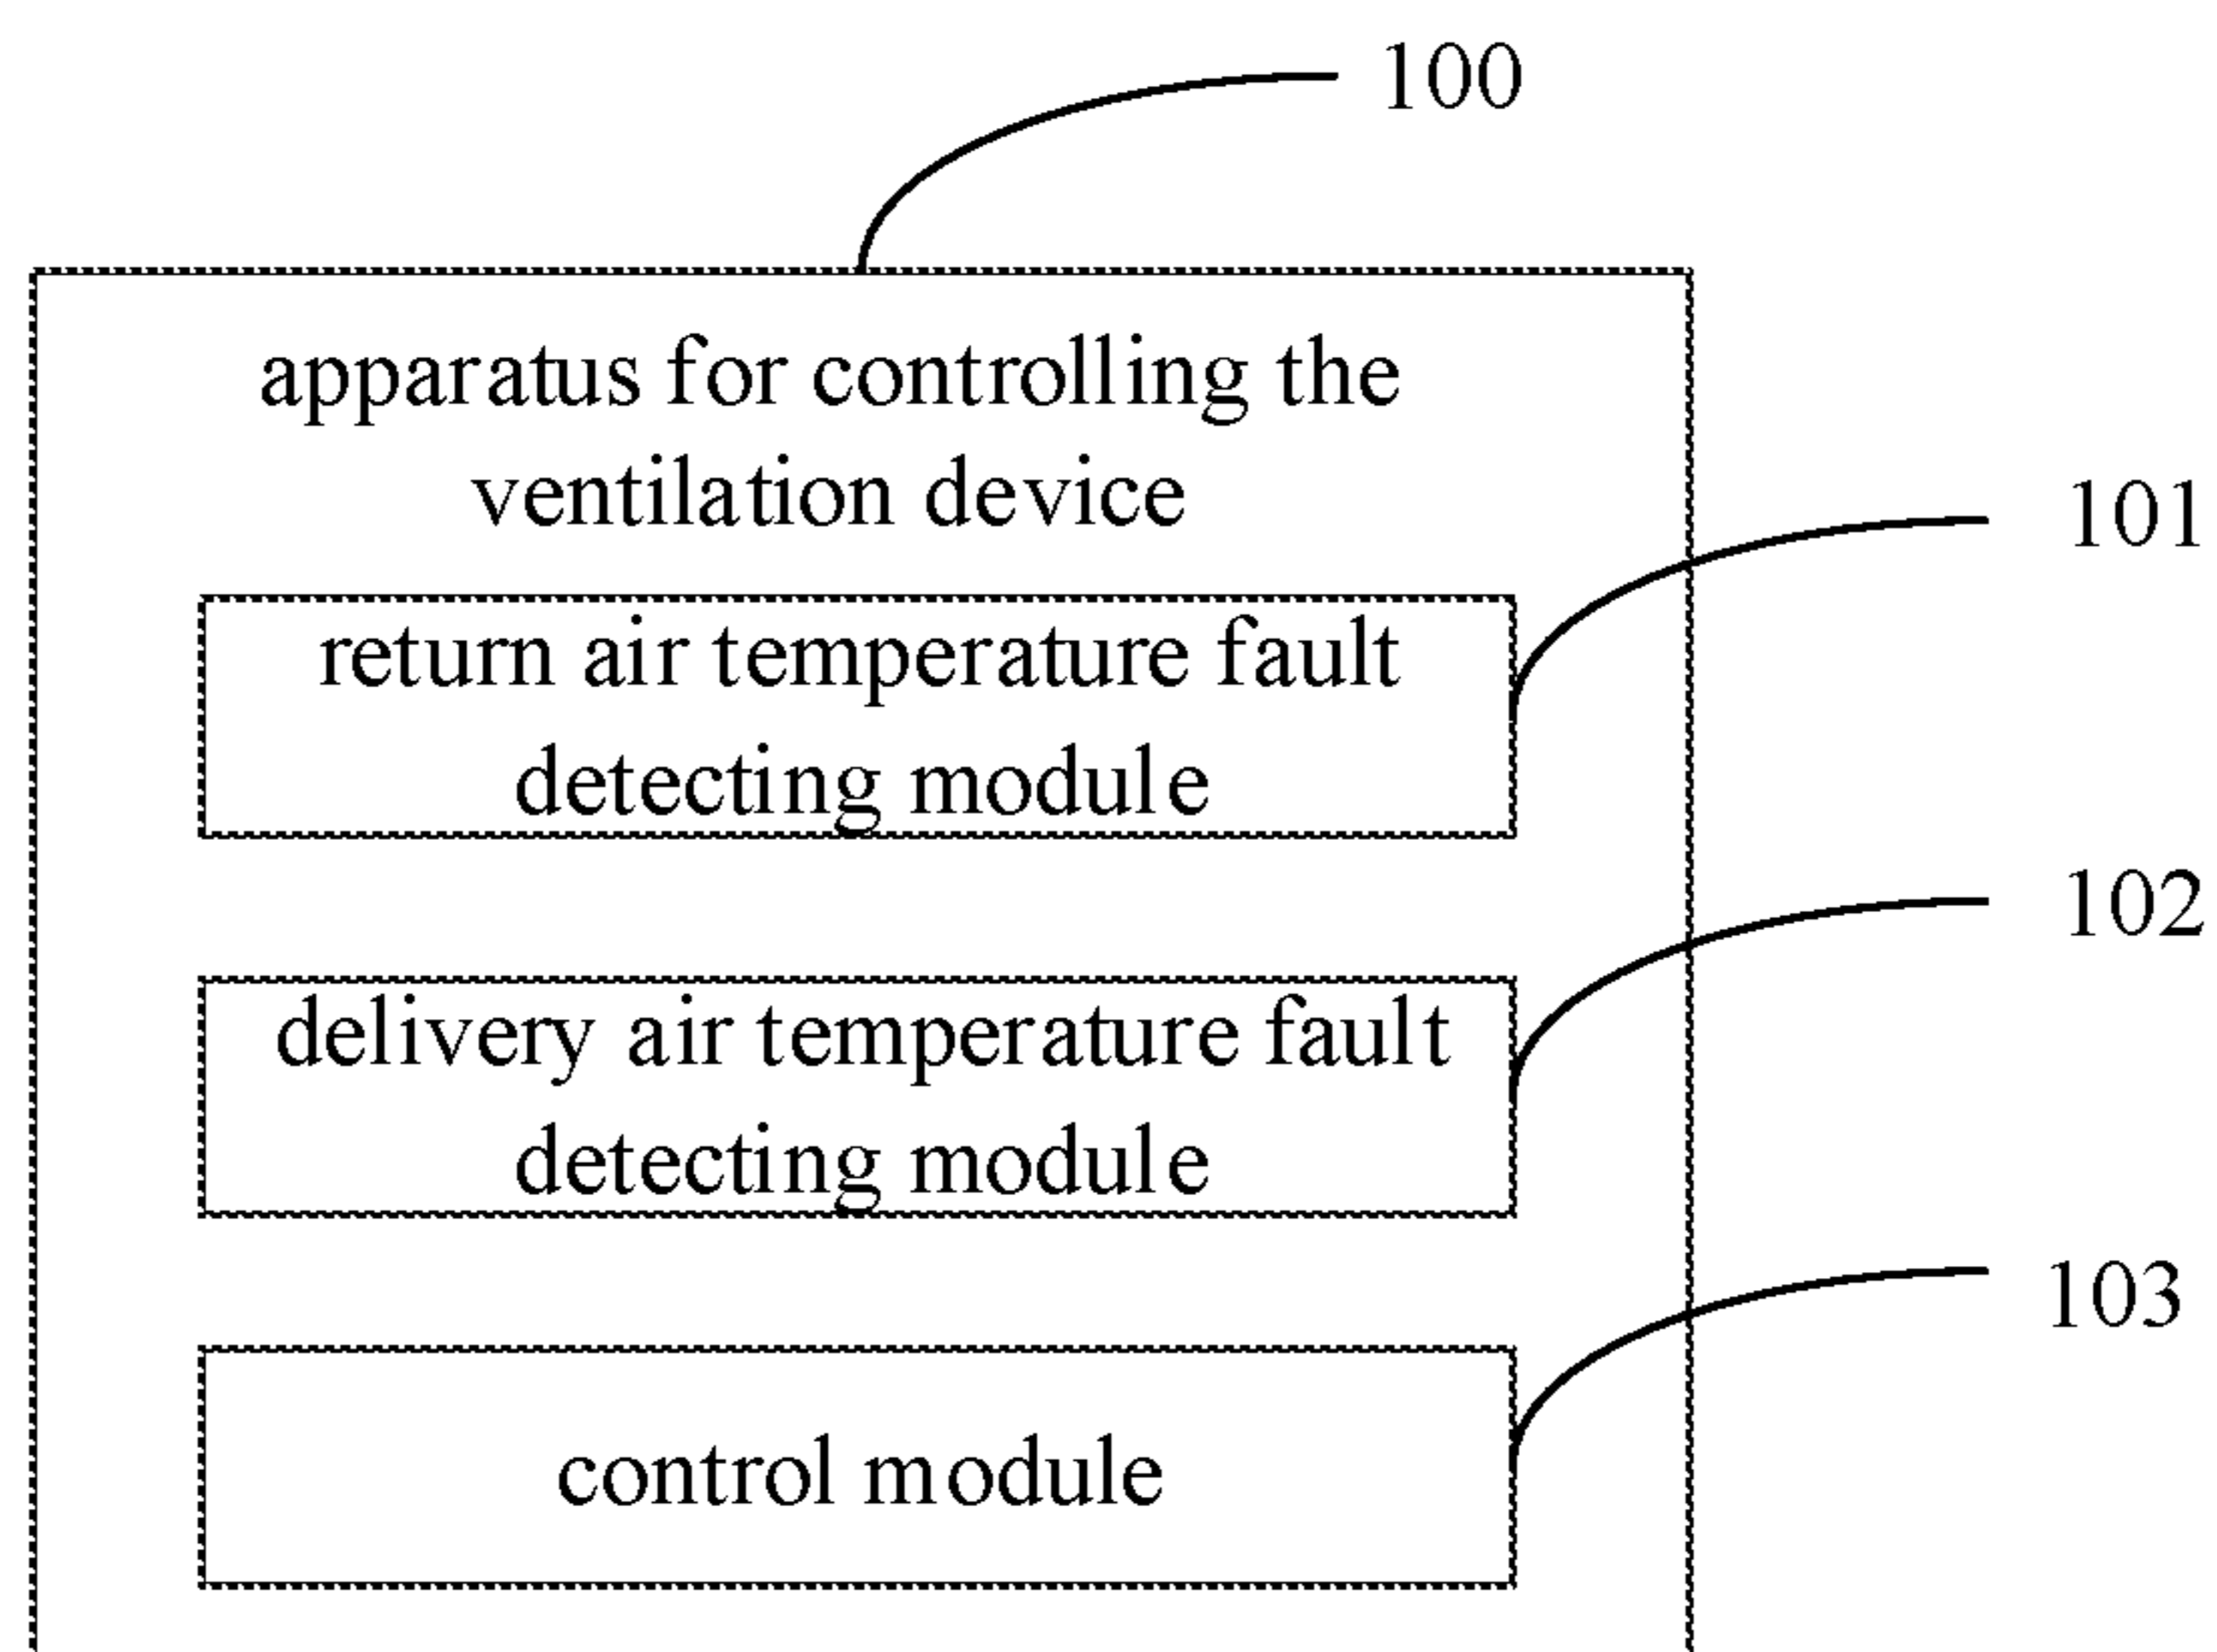 100
apparatus for controlling the
ventilation device
101
return air temperature fault
detecting module
102
delivery air temperature fault
detecting module
103
control module